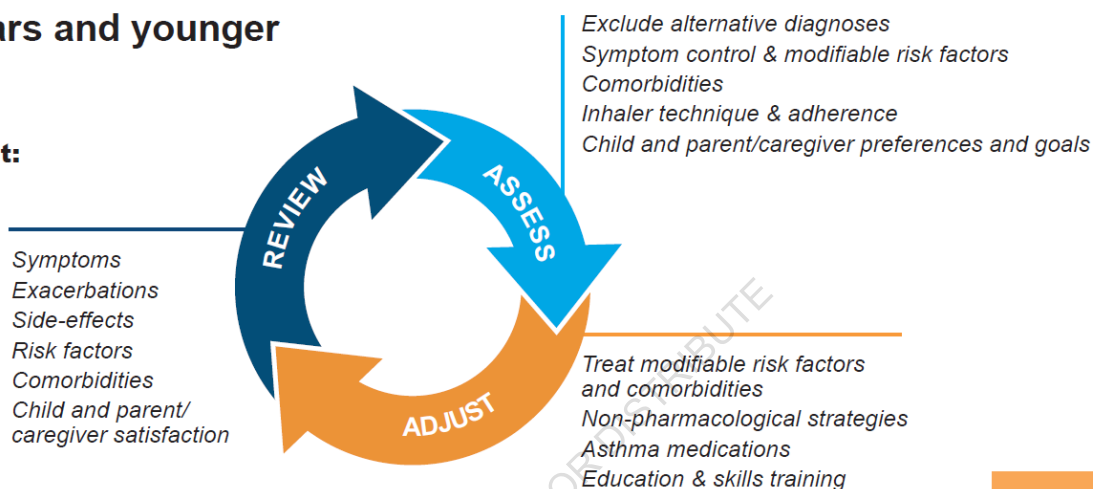 ars and younger
t:
Exclude alternative diagnoses
Symptom control & modifiable risk factors
Comorbidities
Inhaler technique & adherence
Child and parent/caregiver preferences and goals
REVIEW
ASSESS
ADJUST
Symptoms
Exacerbations
Side-effects
Risk factors
Comorbidities
Child and parent/
caregiver satisfaction
Treat modifiable risk factors
and comorbidities
Non-pharmacological strategies
Asthma medications
Education & skills training
OR DISTRIBUTE